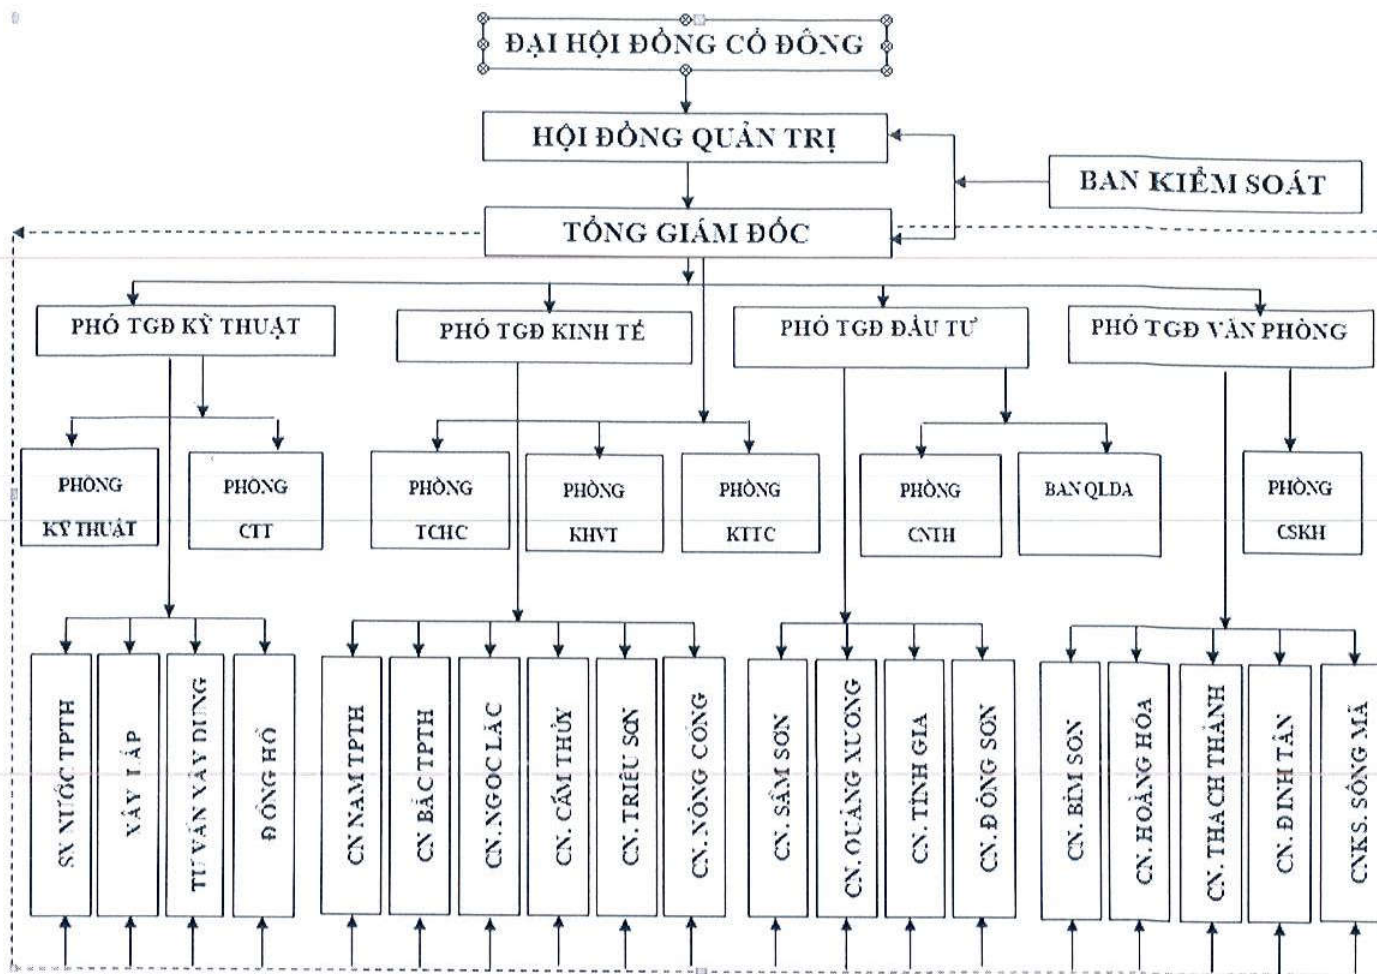 ĐẠI HỘI ĐỒNG CỔ ĐÔNG
HỘI ĐỒNG QUẢN TRỊ
BAN KIỂM SOÁT
TỔNG GIÁM ĐỐC
PHÓ TGĐ KỸ THUẬT
PHÓ TGĐ KINH TẾ
PHÓ TGĐ ĐẦU TƯ
PHÓ TGĐ VĂN PHÒNG
PHÒNG
KỸ THUẬT
PHÒNG
CTT
PHÒNG
TCHC
PHÒNG
KHVT
PHÒNG
KTTC
PHÒNG
CNTH
BAN QLDA
PHÒNG
CSKH
SX NƯỚC TPTH
XÂY LẮP
TƯ VẤN XÂY DỰNG
ĐỒNG HỒ
CN NAM TPTH
CN BẮC TPTH
CN. NGỌC LẶC
CN. CẨM THỦY
CN. TRIỆU SƠN
CN. NÔNG CỐNG
CN. SẦM SƠN
CN. QUẢNG XƯƠNG
CN. TĨNH GIA
CN. ĐÔNG SƠN
CN. BỈM SƠN
CN. HOẰNG HÓA
CN. THẠCH THÀNH
CN. ĐỊNH TÂN
CNKS. SÔNG MÃ